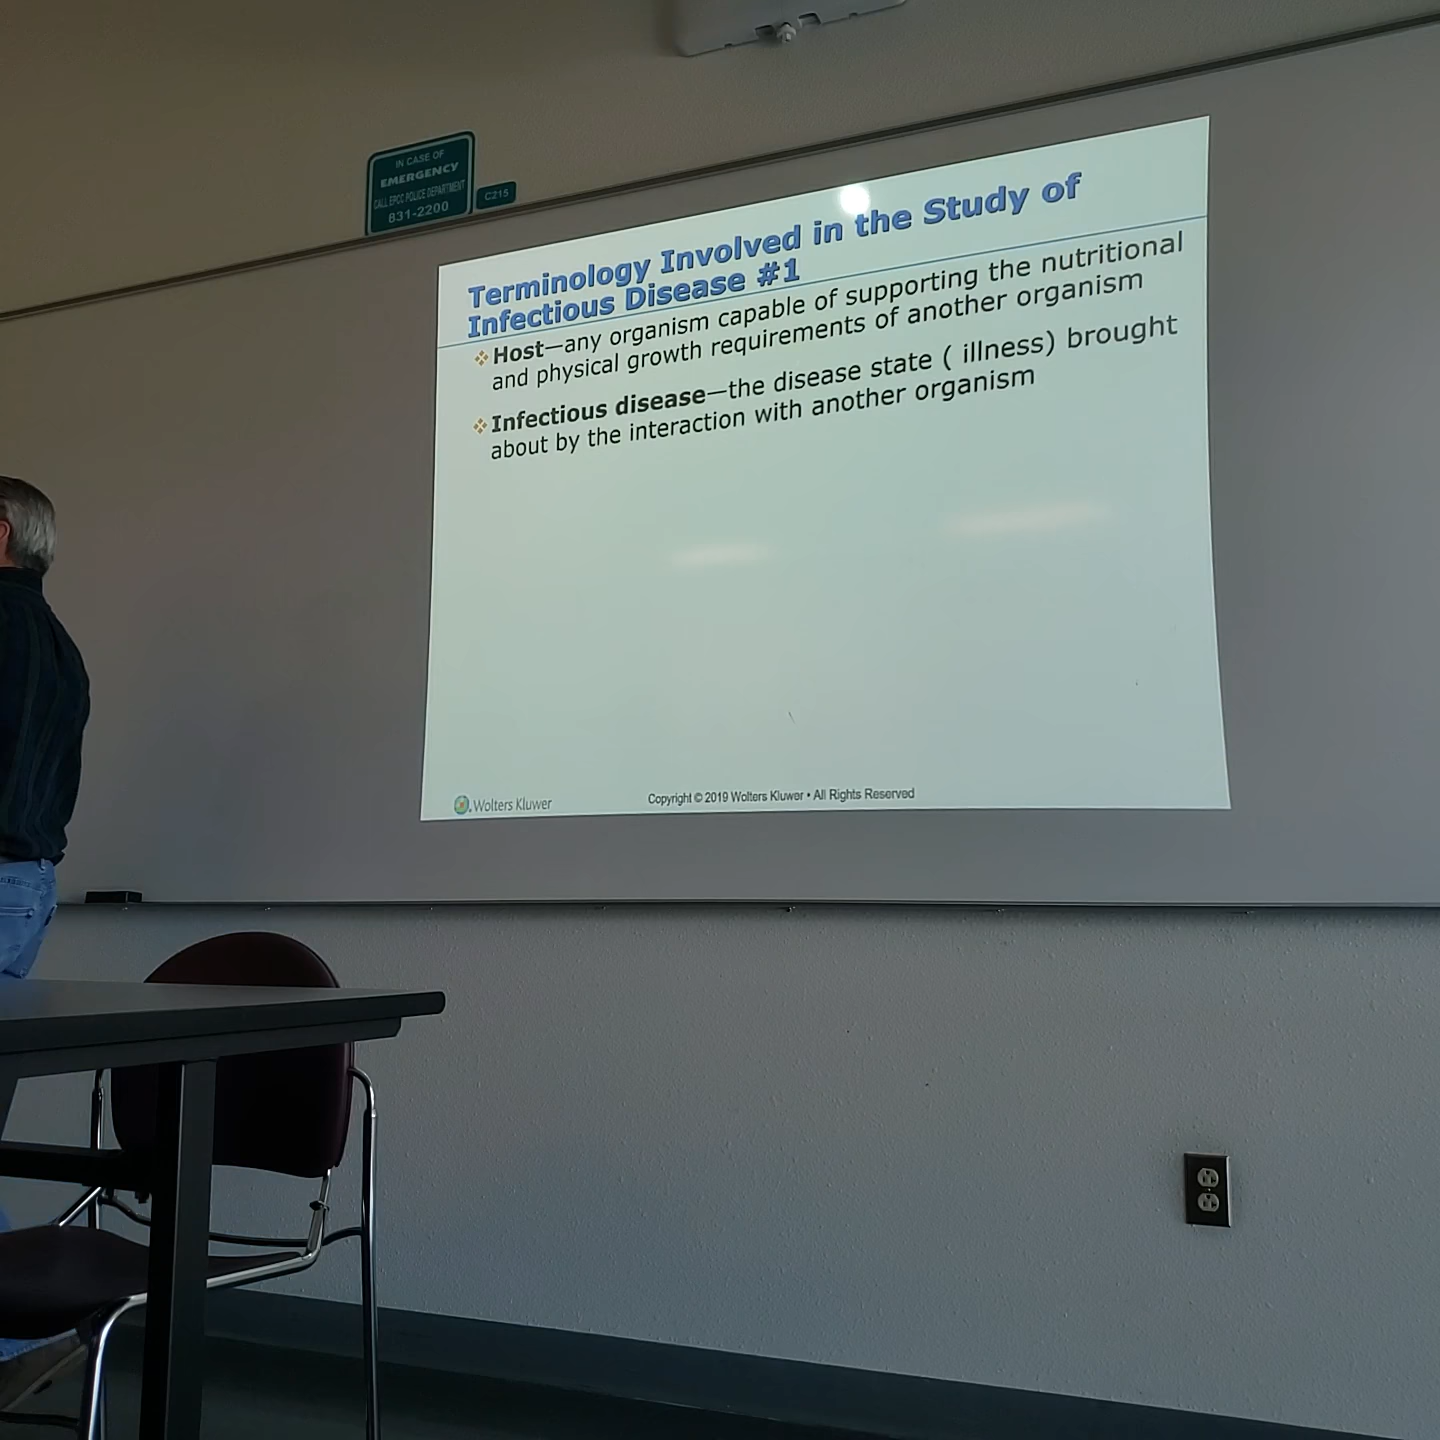 IN CASE OF
EMERGENCY
CALL EPCC POLICE DEPARTMENT
831-2200
C215
Terminology Involved in the Study of
Infectious Disease #1
❖Host—any organism capable of supporting the nutritional
and physical growth requirements of another organism
❖Infectious disease—the disease state ( illness) brought
about by the interaction with another organism
Wolters Kluwer
Copyright © 2019 Wolters Kluwer • All Rights Reserved